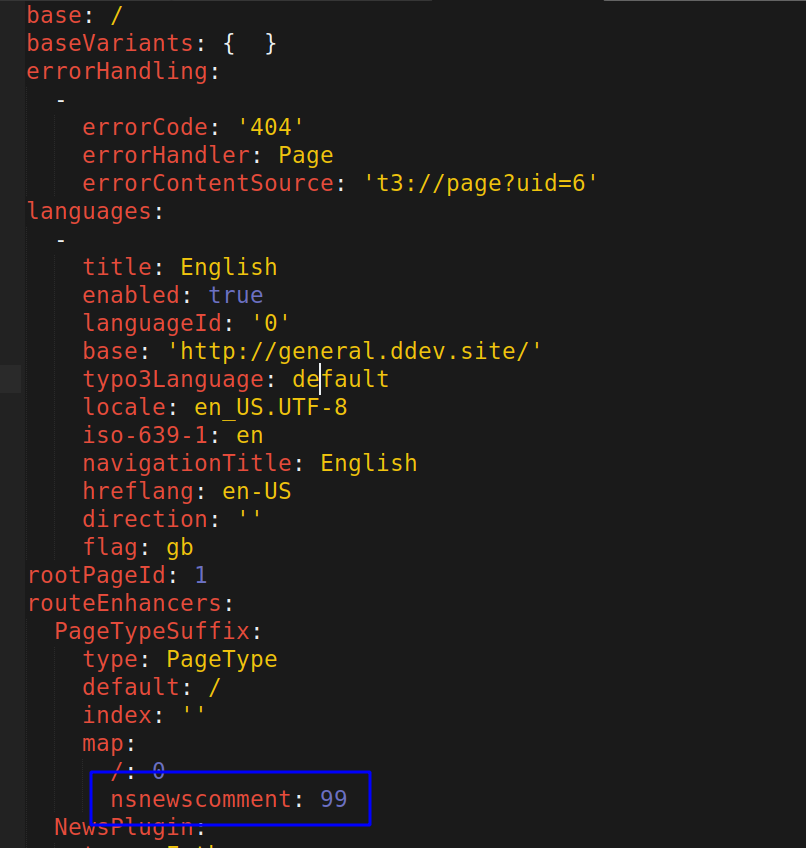 base: /
baseVariants: {  }
errorHandling:
  -
    errorCode: '404'
    errorHandler: Page
    errorContentSource: 't3://page?uid=6'
languages:
  -
    title: English
    enabled: true
    languageId: '0'
    base: 'http://general.ddev.site/'
    typo3Language: default
    locale: en_US.UTF-8
    iso-639-1: en
    navigationTitle: English
    hreflang: en-US
    direction: ''
    flag: gb
rootPageId: 1
routeEnhancers:
  PageTypeSuffix:
    type: PageType
    default: /
    index: ''
    map:
      /: 0
      nsnewscomment: 99
  NewsPlugin: